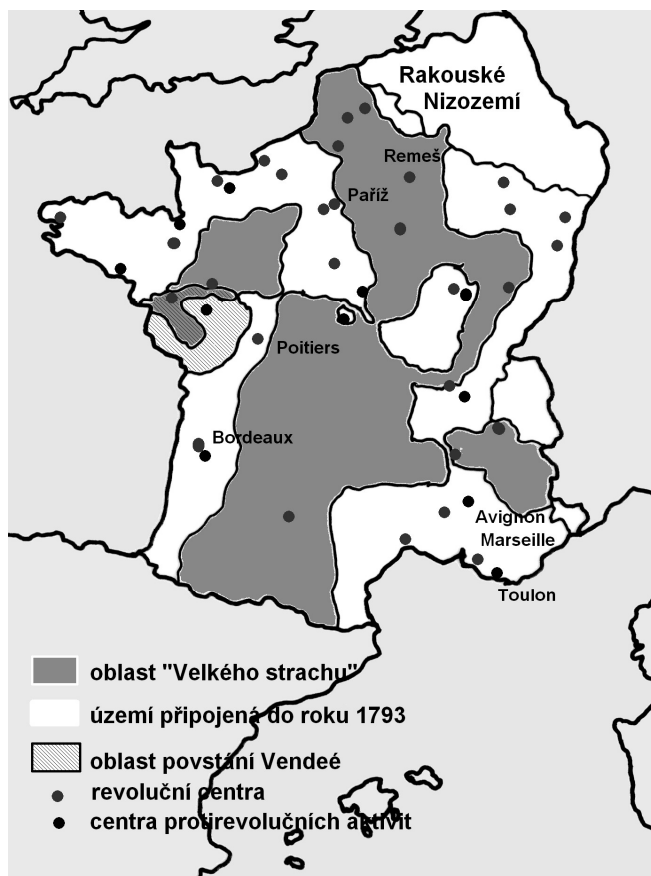 Rakouské
Nizozemí
Remeš
Paříž
Poitiers
Bordeaux
Avignon
Marseille
Toulon
oblast "Velkého strachu"
území připojená do roku 1793
oblast povstání Vendeé
revoluční centra
centra protirevolučních aktivit